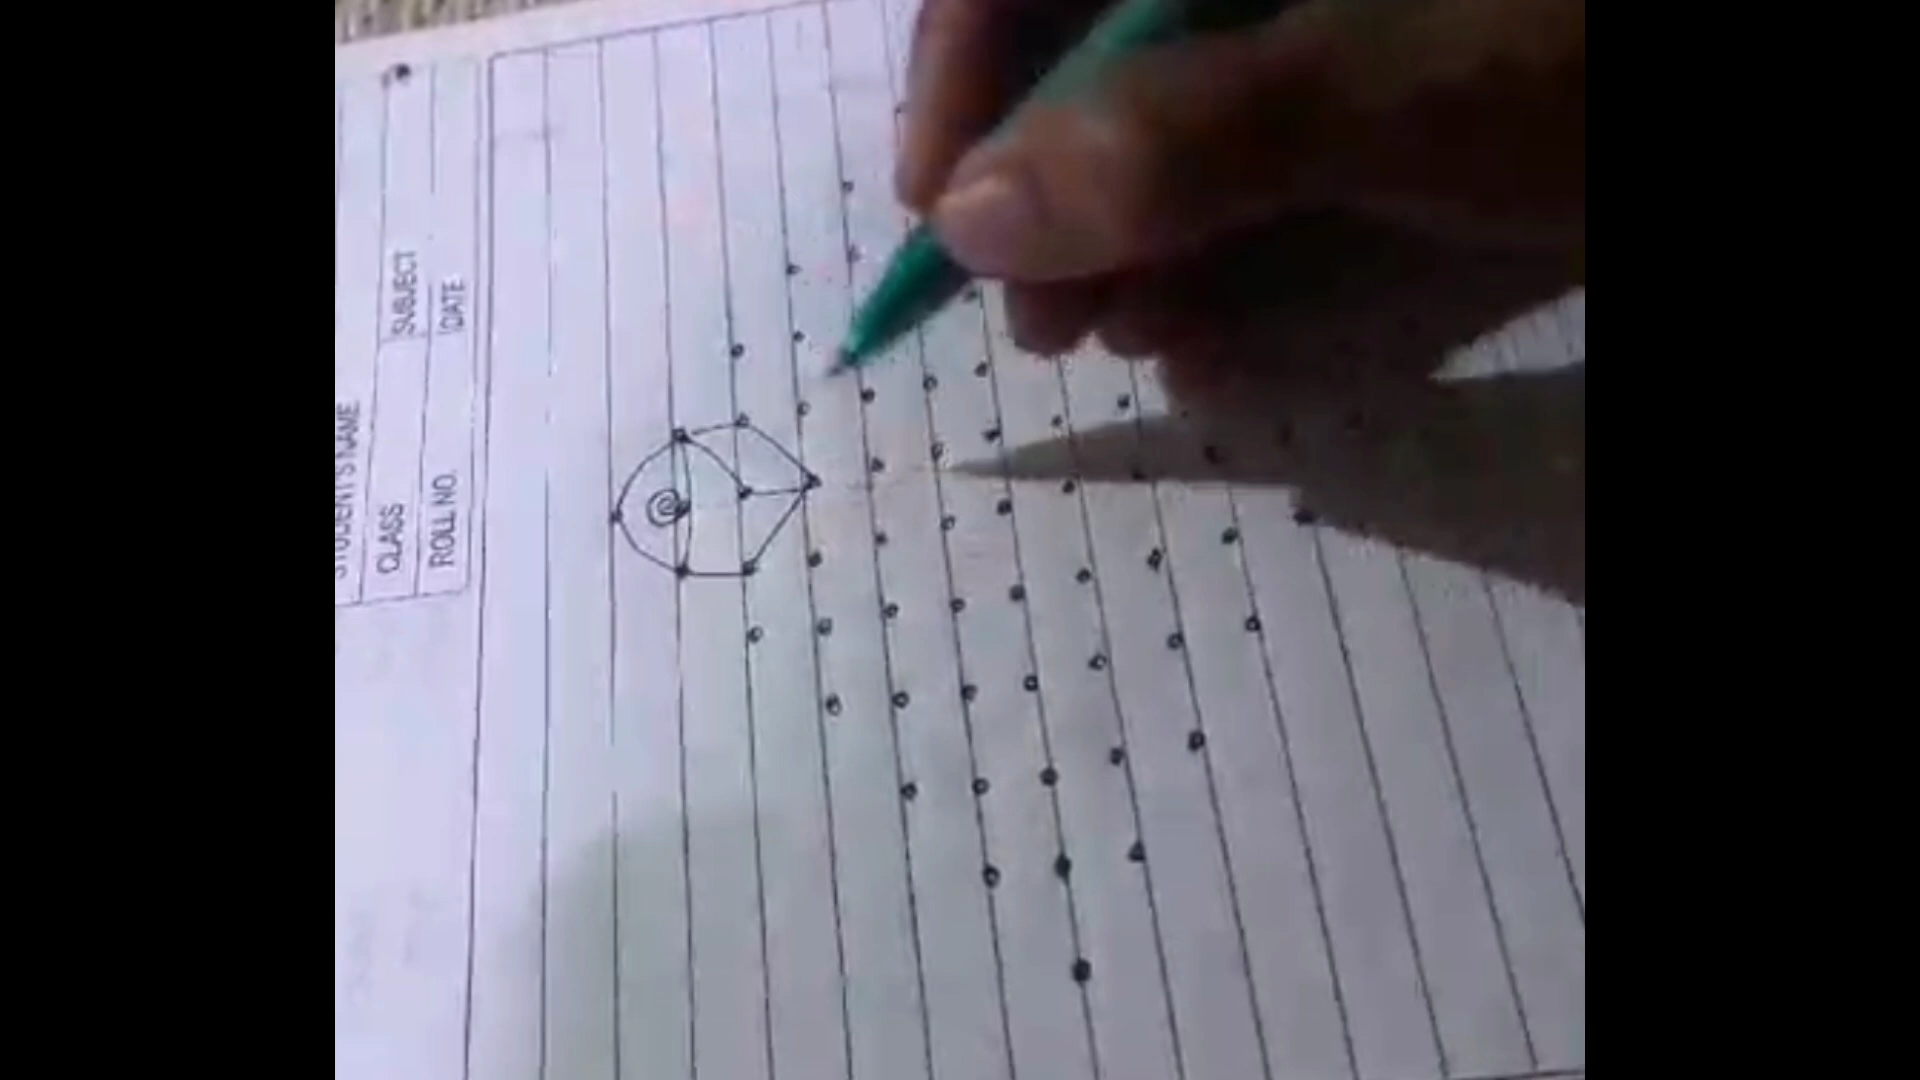 STUDENT'S NAME
CLASS
SUBJECT
ROLL NO.
DATE